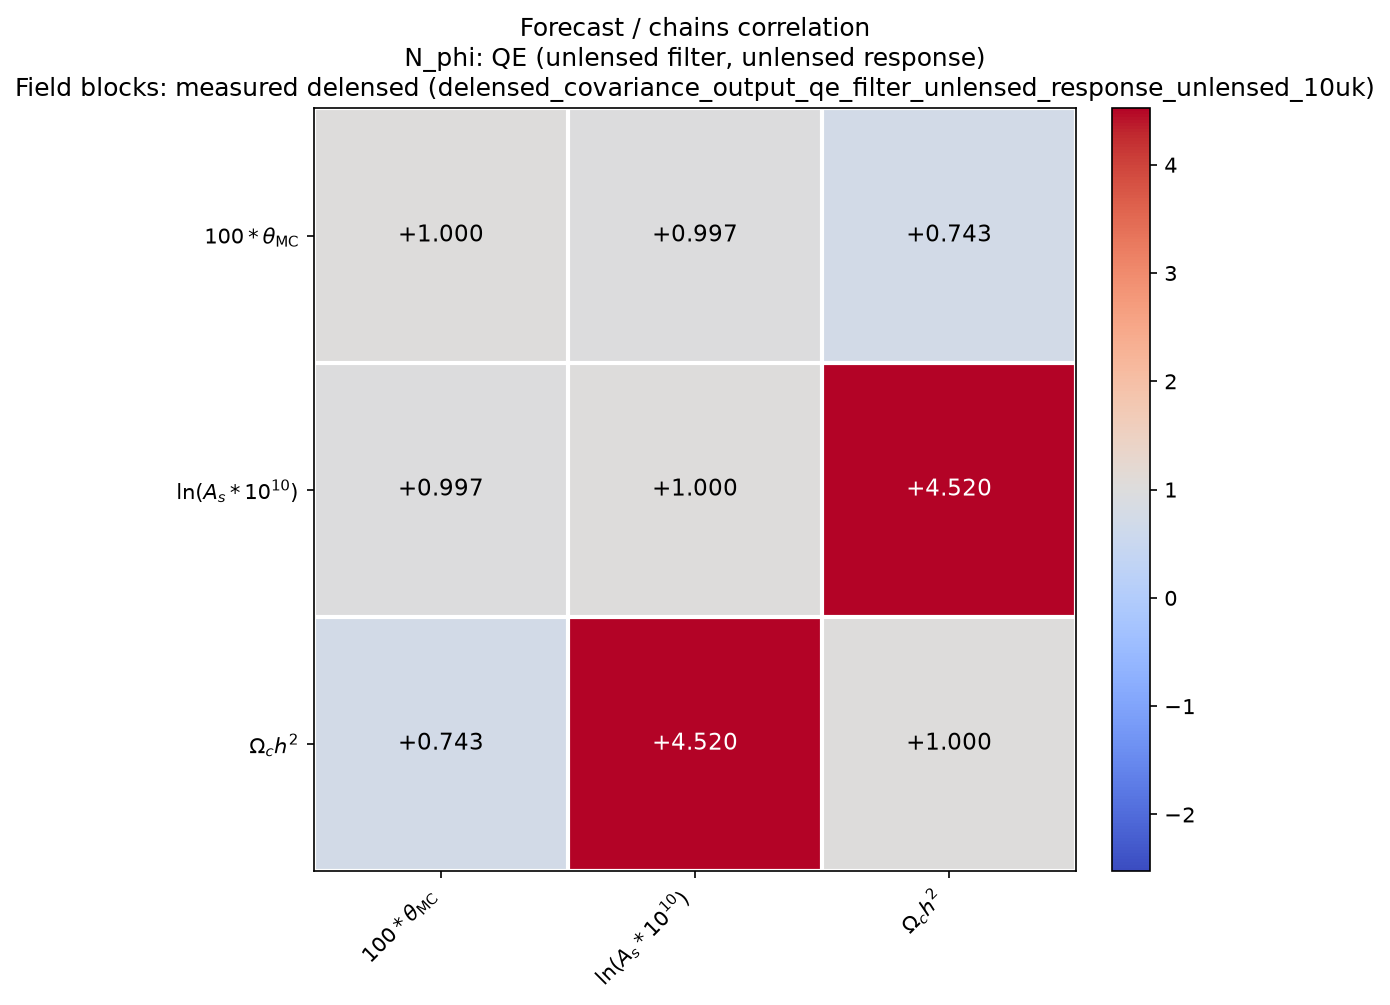 Forecast / chains correlation
N_phi: QE (unlensed filter, unlensed response)
Field blocks: measured delensed (delensed_covariance_output_qe_filter_unlensed_response_unlensed_10uk)
100 * θ_MC
+1.000
+0.997
+0.743
ln(A_s * 10^10)
+0.997
+1.000
+4.520
Ω_c h^2
+0.743
+4.520
+1.000
100 * θ_MC
ln(A_s * 10^10)
Ω_c h^2
4
3
2
1
0
−1
−2